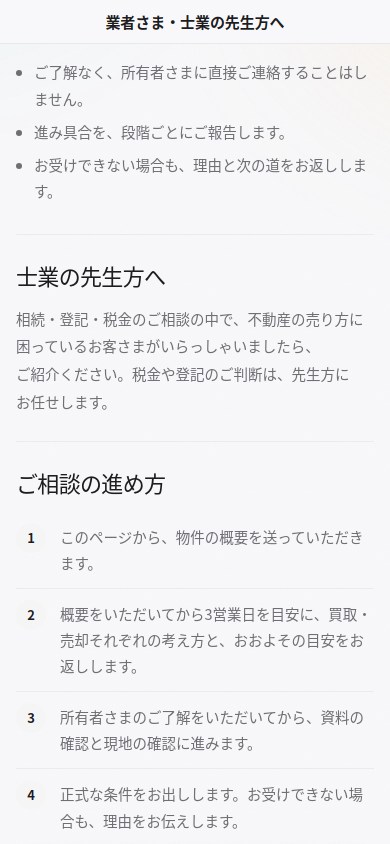 業者さま・士業の先生方へ
ご了解なく、所有者さまに直接ご連絡することはし
ません。
進み具合を、段階ごとにご報告します。
お受けできない場合も、理由と次の道をお返ししま
す。
士業の先生方へ
相続・登記・税金のご相談の中で、不動産の売り方に
困っているお客さまがいらっしゃいましたら、
ご紹介ください。税金や登記のご判断は、先生方に
お任せします。
ご相談の進め方
1 このページから、物件の概要を送っていただき
ます。
2 概要をいただいてから3営業日を目安に、買取・
売却それぞれの考え方と、おおよその目安をお
返しします。
3 所有者さまのご了解をいただいてから、資料の
確認と現地の確認に進みます。
4 正式な条件をお出しします。お受けできない場
合も、理由をお伝えします。